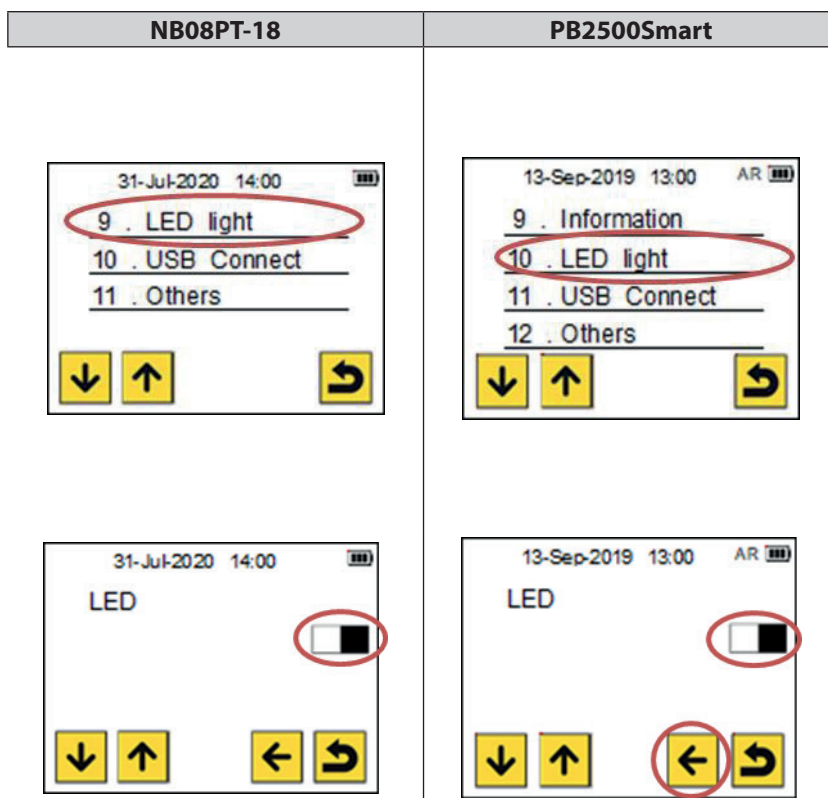 NB08PT-18
PB2500Smart
31-Jul-2020 14:00
9 . LED light
10 . USB Connect
11 . Others
13-Sep-2019 13:00 AR
9 . Information
10 . LED light
11 . USB Connect
12 . Others
31-Jul-2020 14:00
LED
13-Sep-2019 13:00 AR
LED